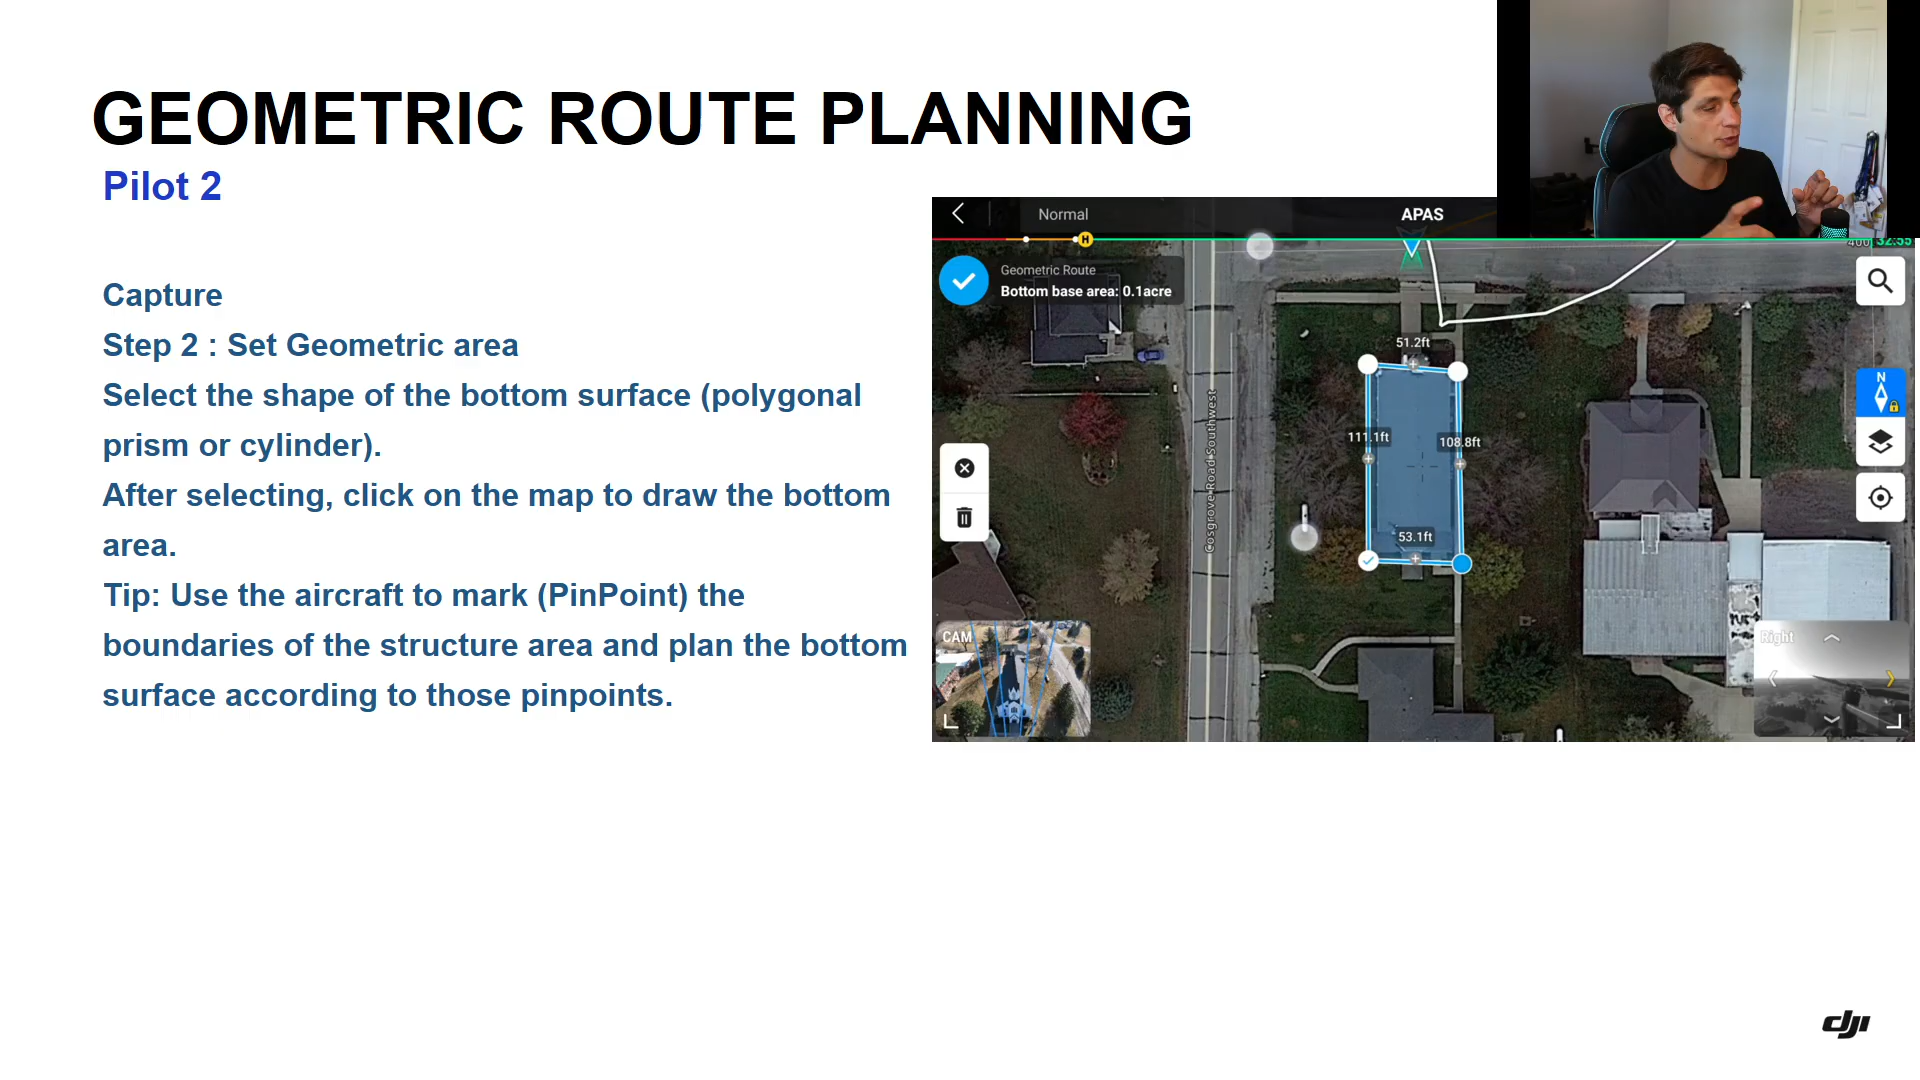 GEOMETRIC ROUTE PLANNING
Pilot 2
Capture
Step 2 : Set Geometric area
Select the shape of the bottom surface (polygonal
prism or cylinder).
After selecting, click on the map to draw the bottom
area.
Tip: Use the aircraft to mark (PinPoint) the
boundaries of the structure area and plan the bottom
surface according to those pinpoints.
Normal
APAS
H
400
32:55
Geometric Route
Bottom base area: 0.1acre
51.2ft
N
111.1ft
108.8ft
Cosgrove Road Southwest
53.1ft
CAM
Right
dji